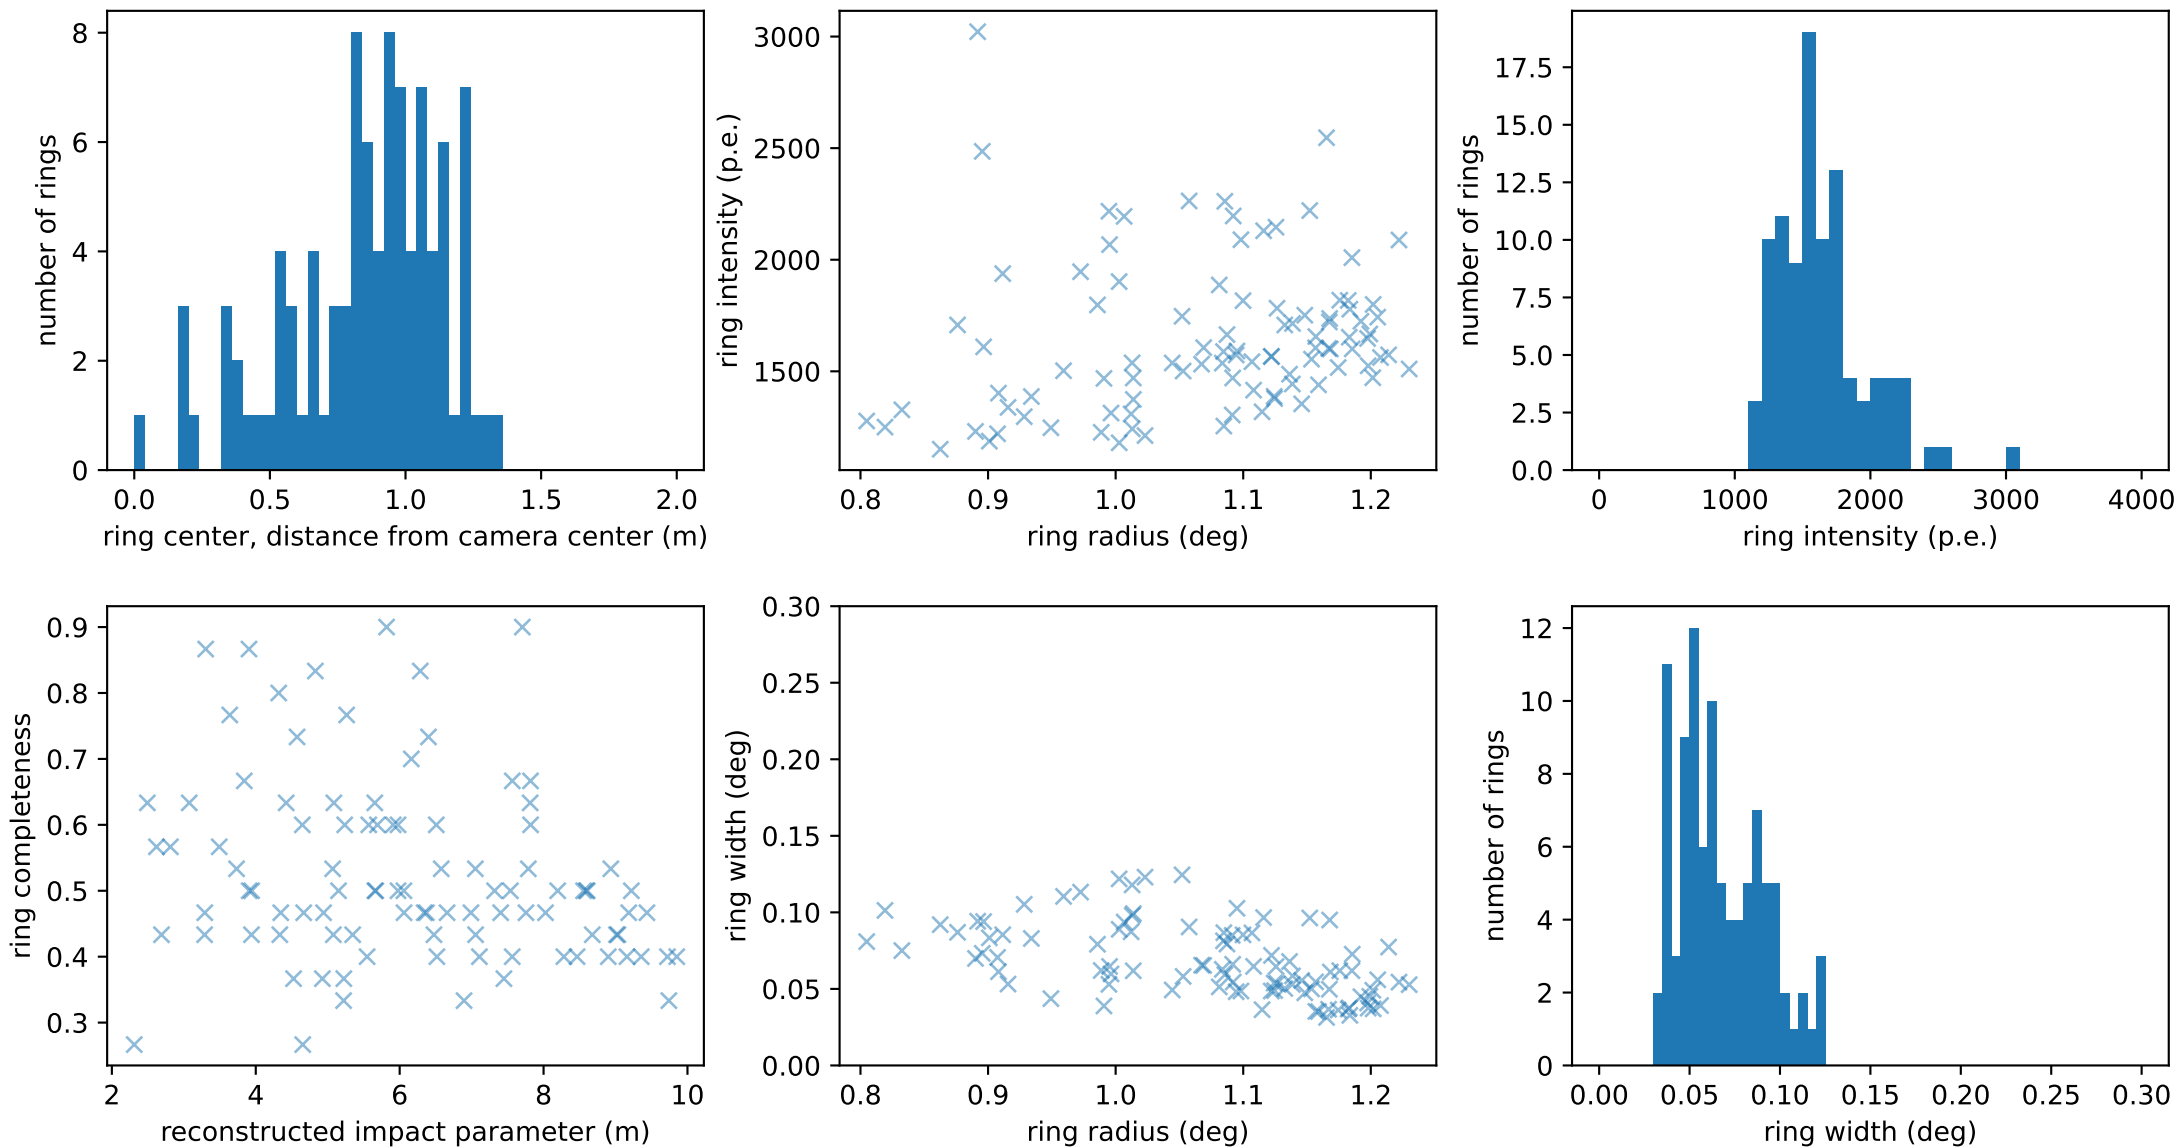 8
6
4
2
0
number of rings
0.0 0.5 1.0 1.5 2.0
ring center, distance from camera center (m)
3000
2500
2000
1500
ring intensity (p.e.)
0.8 0.9 1.0 1.1 1.2
ring radius (deg)
17.5
15.0
12.5
10.0
7.5
5.0
2.5
0.0
number of rings
0 1000 2000 3000 4000
ring intensity (p.e.)
0.9
0.8
0.7
0.6
0.5
0.4
0.3
ring completeness
2 4 6 8 10
reconstructed impact parameter (m)
0.30
0.25
0.20
0.15
0.10
0.05
0.00
ring width (deg)
0.8 0.9 1.0 1.1 1.2
ring radius (deg)
12
10
8
6
4
2
0
number of rings
0.00 0.05 0.10 0.15 0.20 0.25 0.30
ring width (deg)